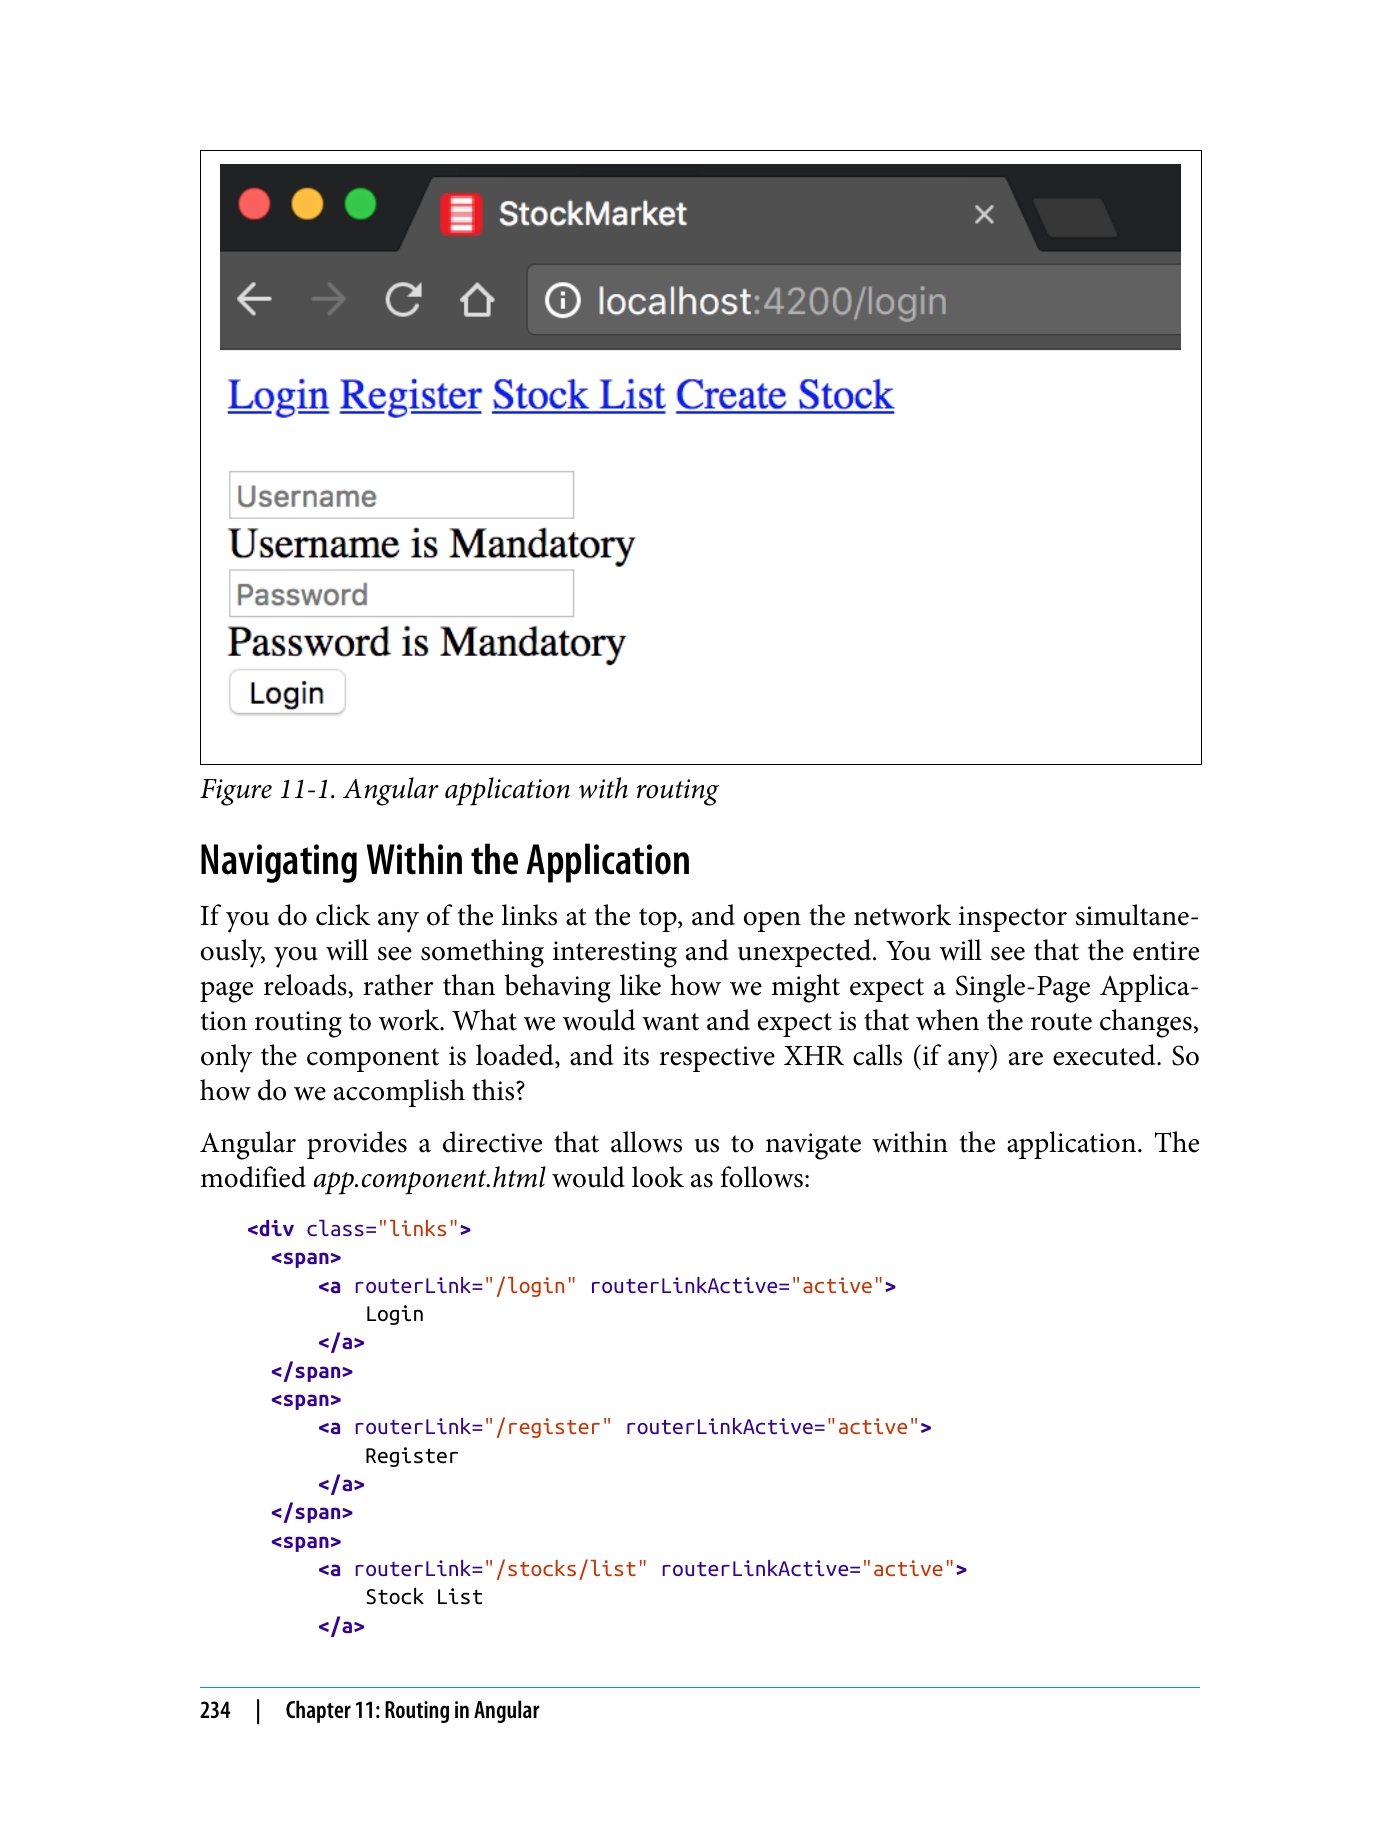 StockMarket
localhost:4200/login
Login Register Stock List Create Stock
Username
Username is Mandatory
Password
Password is Mandatory
Login
Figure 11-1. Angular application with routing
Navigating Within the Application
If you do click any of the links at the top, and open the network inspector simultane-
ously, you will see something interesting and unexpected. You will see that the entire
page reloads, rather than behaving like how we might expect a Single-Page Applica-
tion routing to work. What we would want and expect is that when the route changes,
only the component is loaded, and its respective XHR calls (if any) are executed. So
how do we accomplish this?
Angular provides a directive that allows us to navigate within the application. The
modified app.component.html would look as follows:
<div class="links">
  <span>
      <a routerLink="/login" routerLinkActive="active">
          Login
      </a>
  </span>
  <span>
      <a routerLink="/register" routerLinkActive="active">
          Register
      </a>
  </span>
  <span>
      <a routerLink="/stocks/list" routerLinkActive="active">
          Stock List
      </a>
234 | Chapter 11: Routing in Angular